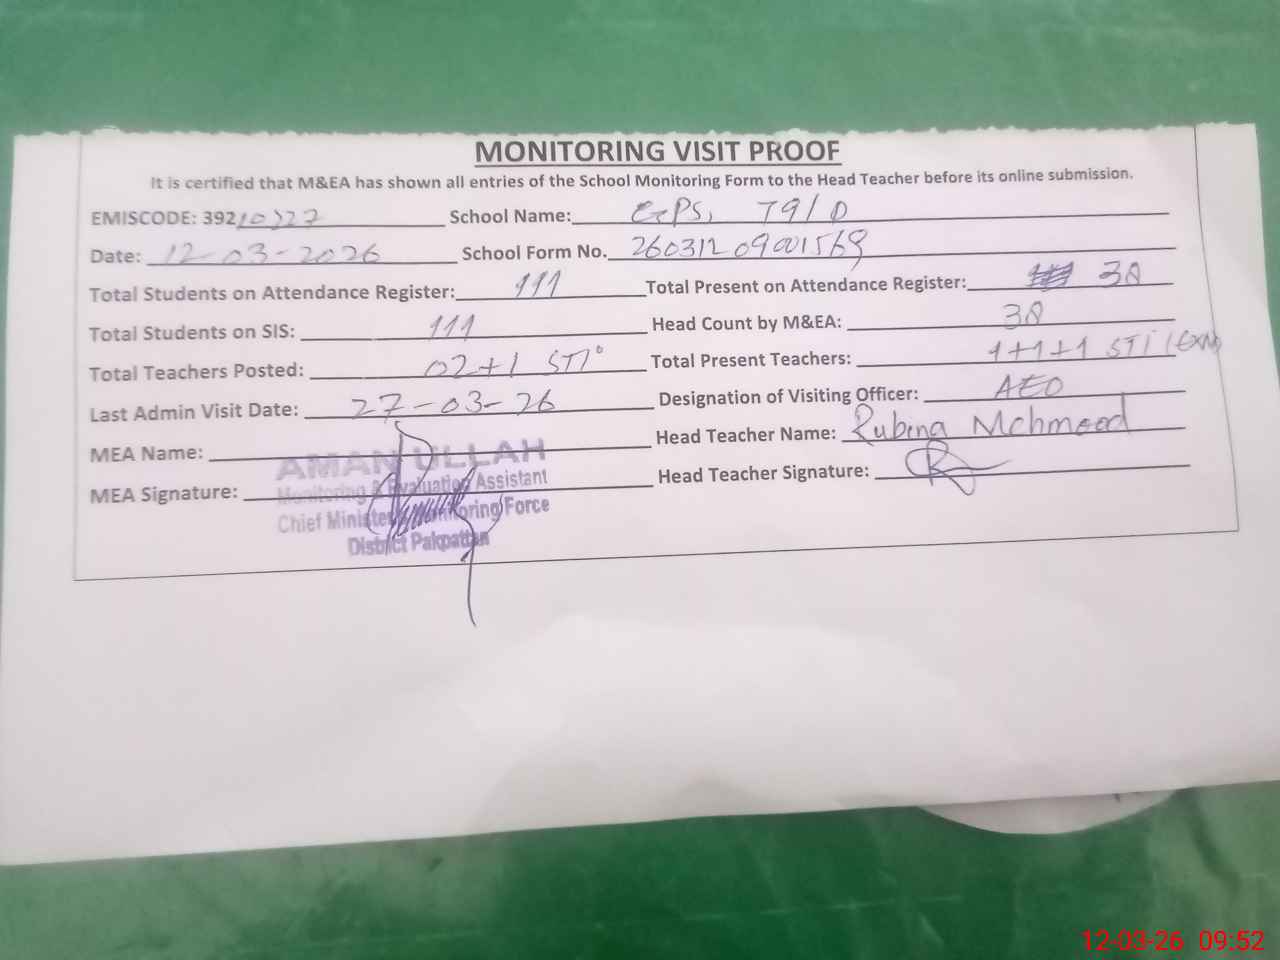 MONITORING VISIT PROOF
It is certified that M&EA has shown all entries of the School Monitoring Form to the Head Teacher before its online submission.
EMISCODE: 392 School Name: GPS, 79/D
Date: 12-03-2026 School Form No. 26031209001569
Total Students on Attendance Register: 111 Total Present on Attendance Register: 38
Total Students on SIS: 111 Head Count by M&EA: 38
Total Teachers Posted: 02+1 STI Total Present Teachers: 1+1+1 STI
Last Admin Visit Date: 27-03-26 Designation of Visiting Officer: AEO
MEA Name: Head Teacher Name: Rubina Mehmood
AMAN ULLAH
MEA Signature: Head Teacher Signature:
Monitoring & Evaluation Assistant
Chief Minister's Monitoring Force
District Pakpattan
12-03-26 09:52